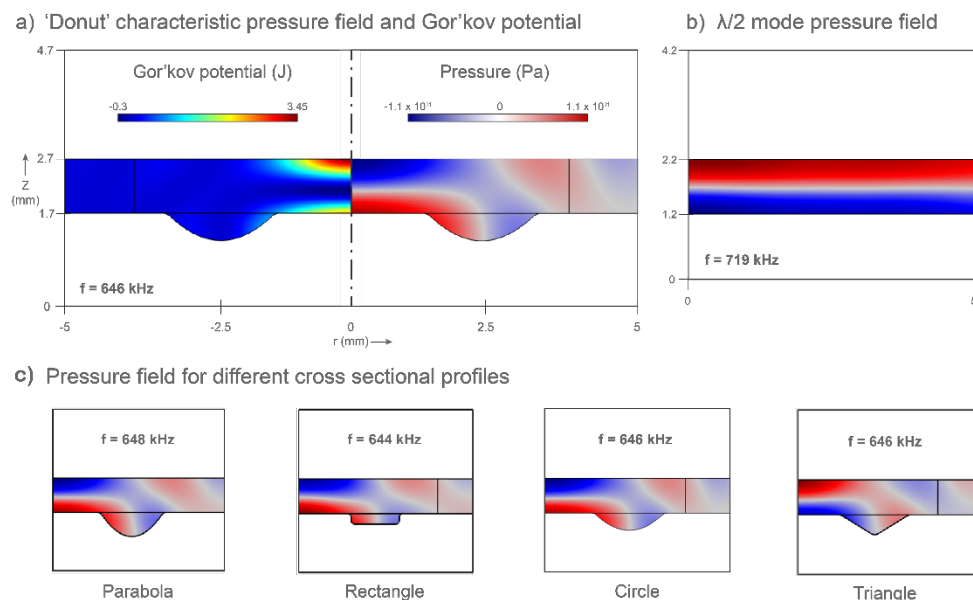 a) 'Donut' characteristic pressure field and Gor'kov potential
b) λ/2 mode pressure field
4.7
Gor'kov potential (J)
Pressure (Pa)
-0.3
3.45
-1.1 x 10¹¹
0
1.1 x 10¹¹
2.7
Z
(mm)
1.7
f = 646 kHz
0
-5
-2.5
0
2.5
5
r (mm)
4.2
2.2
1.2
f = 719 kHz
0
0
5
c) Pressure field for different cross sectional profiles
f = 648 kHz
f = 644 kHz
f = 646 kHz
f = 646 kHz
Parabola
Rectangle
Circle
Triangle